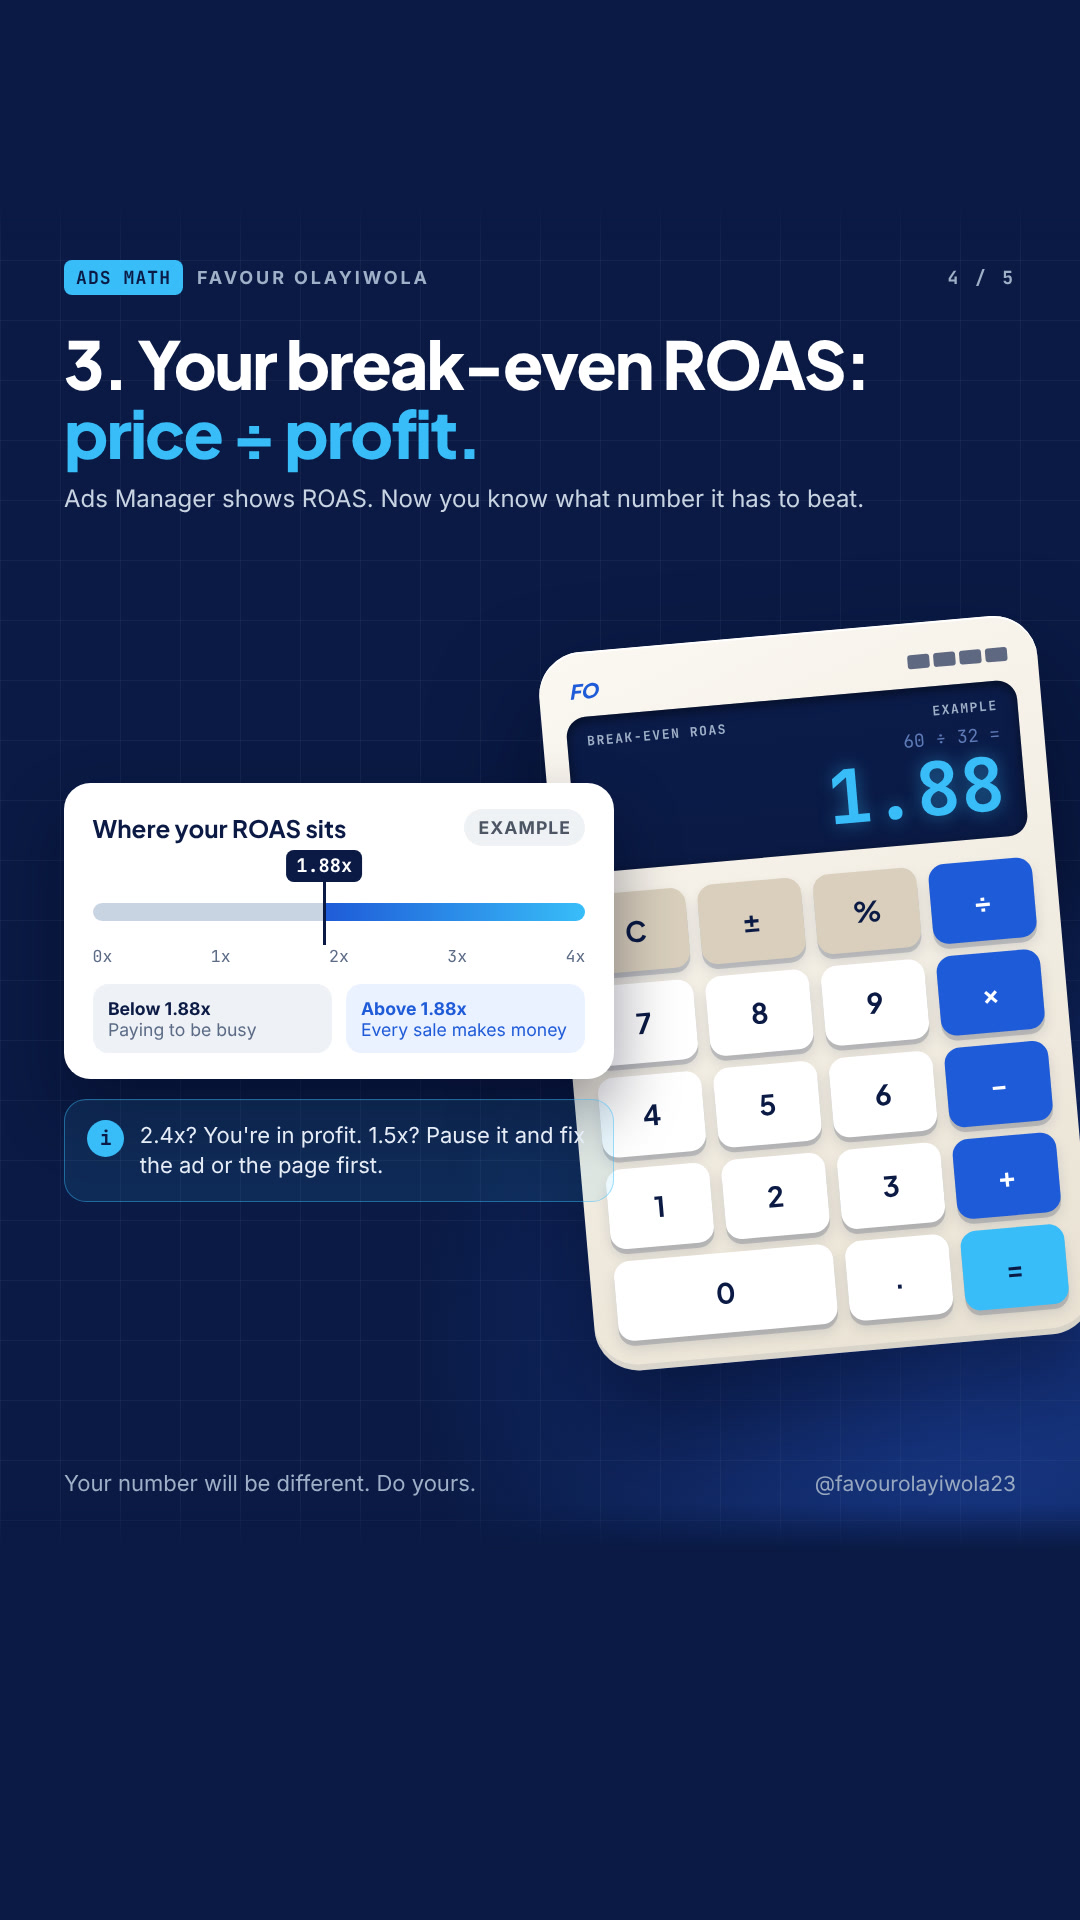 ADS MATH FAVOUR OLAYIWOLA 4 / 5
3. Your break-even ROAS:
price ÷ profit.
Ads Manager shows ROAS. Now you know what number it has to beat.
FO
BREAK-EVEN ROAS EXAMPLE
60 ÷ 32 =
1.88
Where your ROAS sits EXAMPLE
1.88x
0x 1x 2x 3x 4x
Below 1.88x
Paying to be busy
Above 1.88x
Every sale makes money
i 2.4x? You're in profit. 1.5x? Pause it and fix
the ad or the page first.
C ± % ÷
7 8 9 ×
4 5 6 −
1 2 3 +
0 . =
Your number will be different. Do yours. @favourolayiwola23